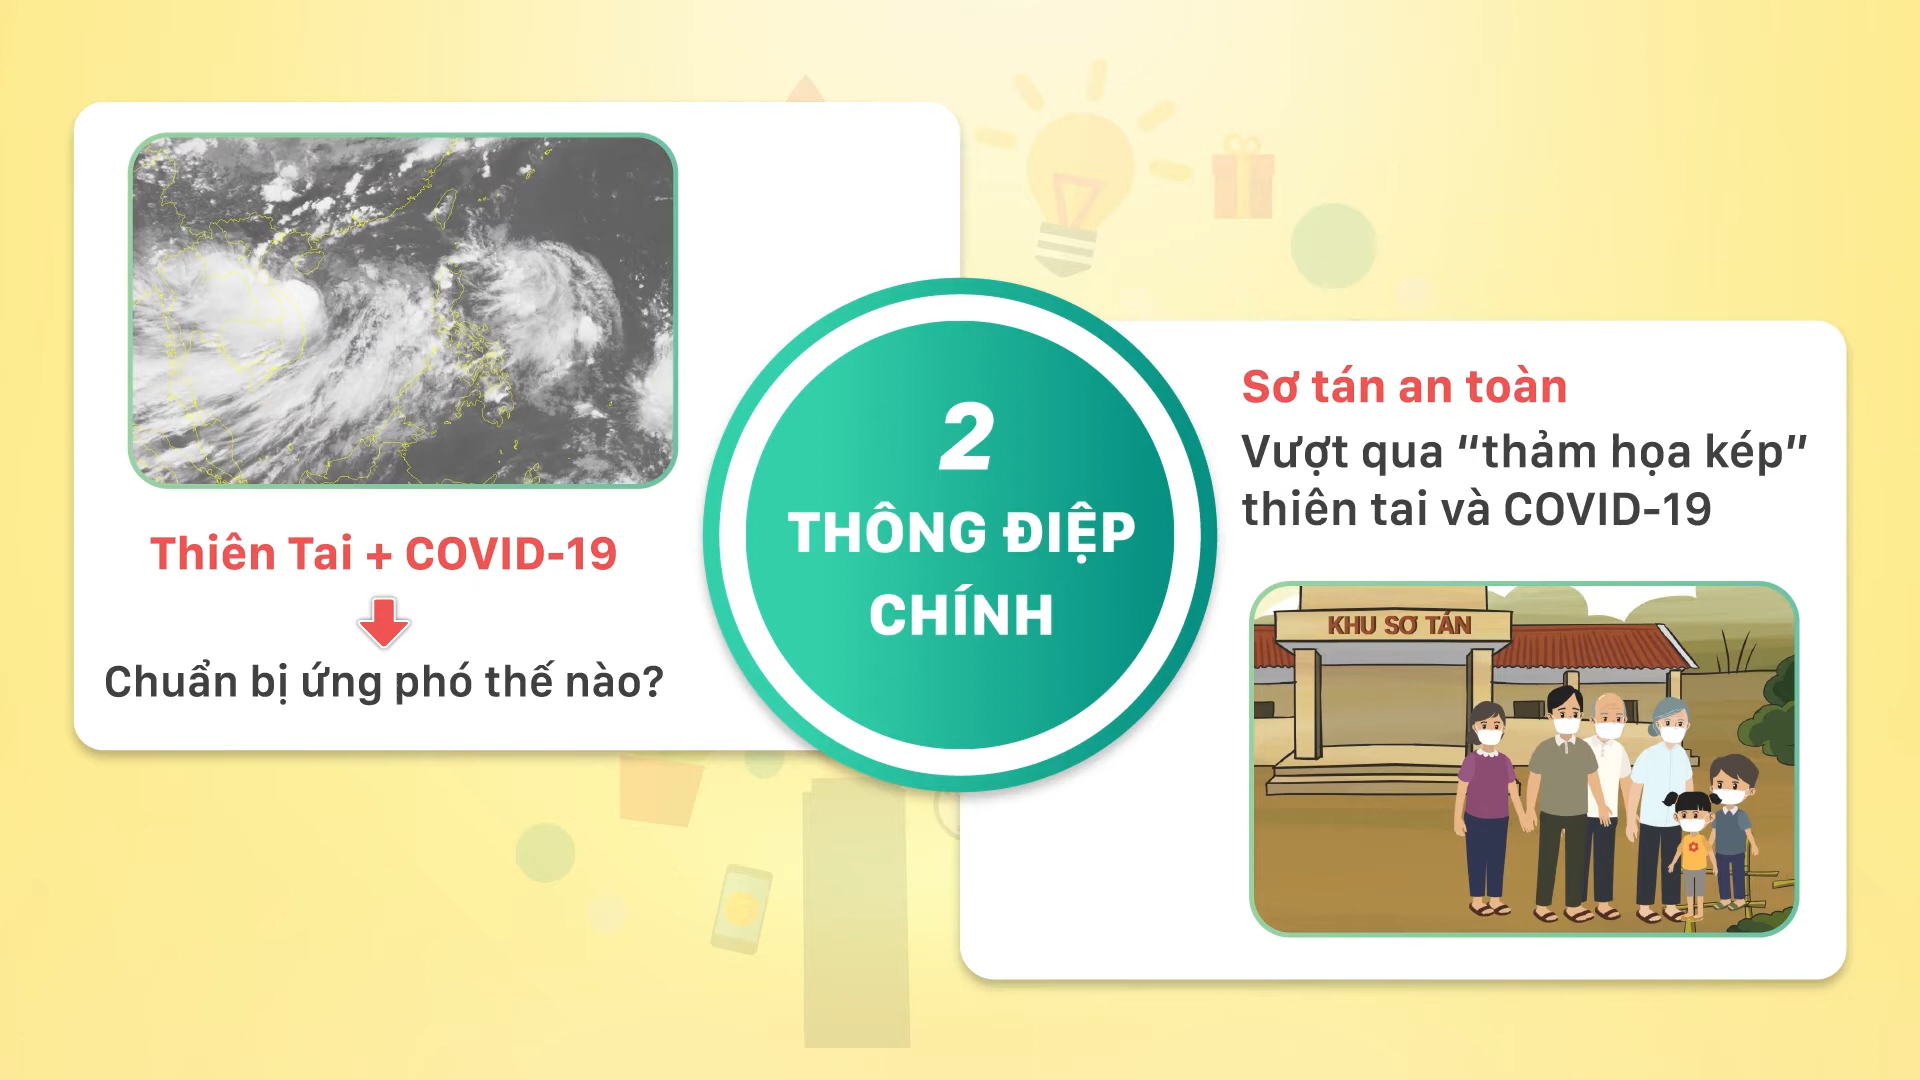 Thiên Tai + COVID-19
Chuẩn bị ứng phó thế nào?
2
THÔNG ĐIỆP
CHÍNH
Sơ tán an toàn
Vượt qua “thảm họa kép”
thiên tai và COVID-19
KHU SƠ TÁN